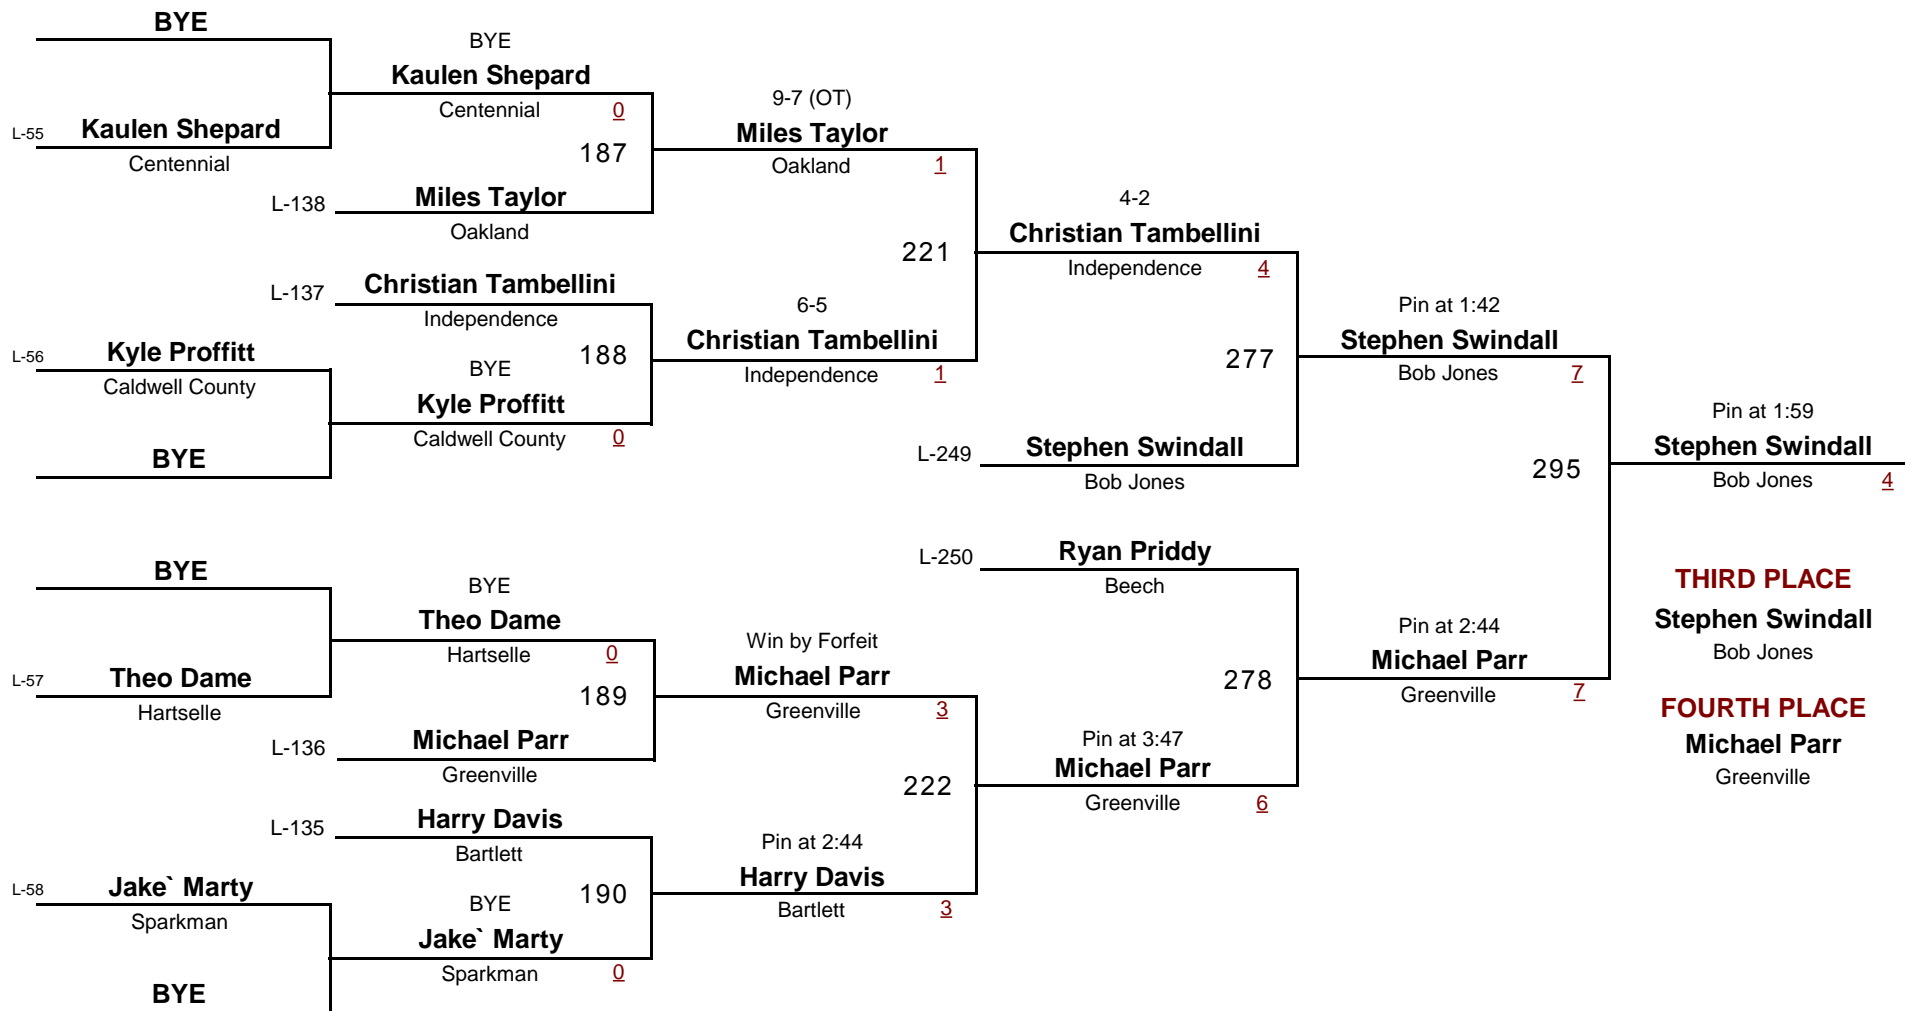 BYE
L-55 Kaulen Shepard
Centennial
BYE
Kaulen Shepard
Centennial 0
187
L-138 Miles Taylor
Oakland
9-7 (OT)
Miles Taylor
Oakland 1
L-137 Christian Tambellini
Independence
L-56 Kyle Proffitt
Caldwell County
188
BYE
Kyle Proffitt
Caldwell County 0
BYE
6-5
Christian Tambellini
Independence 1
221
4-2
Christian Tambellini
Independence 4
277
L-249 Stephen Swindall
Bob Jones
Pin at 1:42
Stephen Swindall
Bob Jones 7
295
Pin at 1:59
Stephen Swindall
Bob Jones 4
BYE
L-57 Theo Dame
Hartselle
BYE
Theo Dame
Hartselle 0
189
L-136 Michael Parr
Greenville
Win by Forfeit
Michael Parr
Greenville 3
L-135 Harry Davis
Bartlett
L-58 Jake` Marty
Sparkman
190
BYE
Jake` Marty
Sparkman 0
BYE
Pin at 2:44
Harry Davis
Bartlett 3
222
L-250 Ryan Priddy
Beech
278
Pin at 3:47
Michael Parr
Greenville 6
Pin at 2:44
Michael Parr
Greenville 7
THIRD PLACE
Stephen Swindall
Bob Jones
FOURTH PLACE
Michael Parr
Greenville